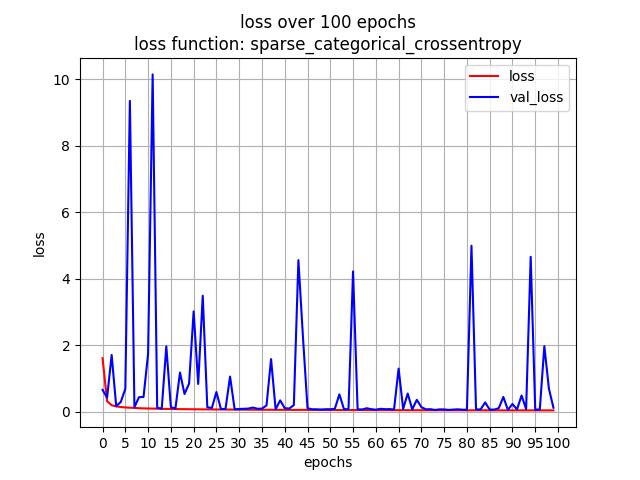 loss over 100 epochs
loss function: sparse_categorical_crossentropy
loss
val_loss
10
8
6
4
2
0
loss
0 5 10 15 20 25 30 35 40 45 50 55 60 65 70 75 80 85 90 95 100
epochs